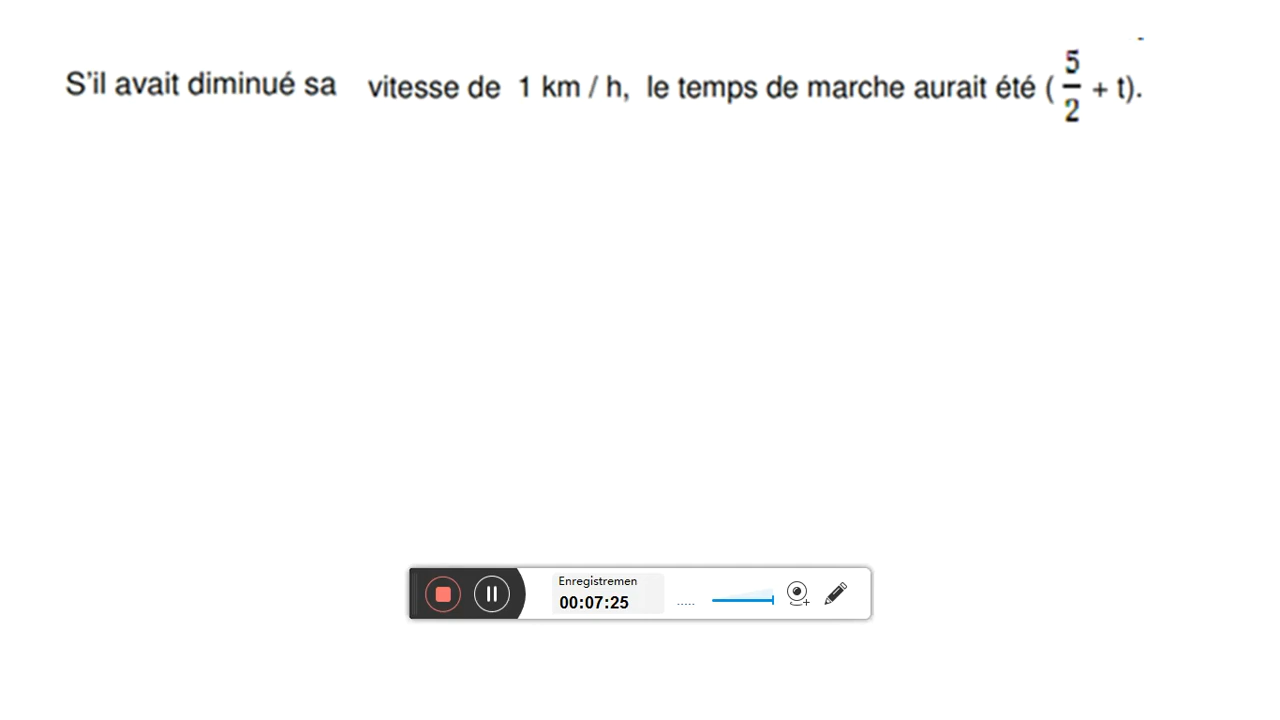 S'il avait diminué sa vitesse de 1 km / h, le temps de marche aurait été ( 5/2 + t).
Enregistremen
00:07:25